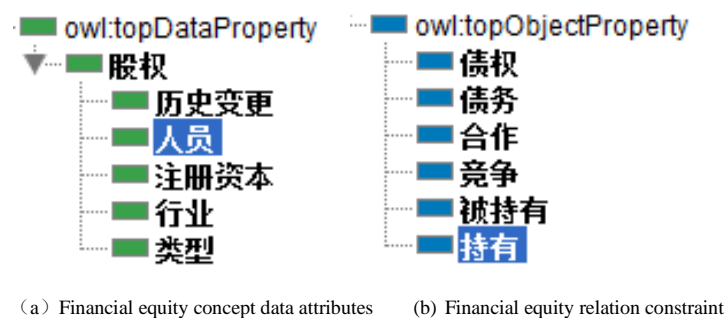 owl:topDataProperty
股权
历史变更
人员
注册资本
行业
类型
owl:topObjectProperty
债权
债务
合作
竞争
被持有
持有
（a）Financial equity concept data attributes
(b) Financial equity relation constraint